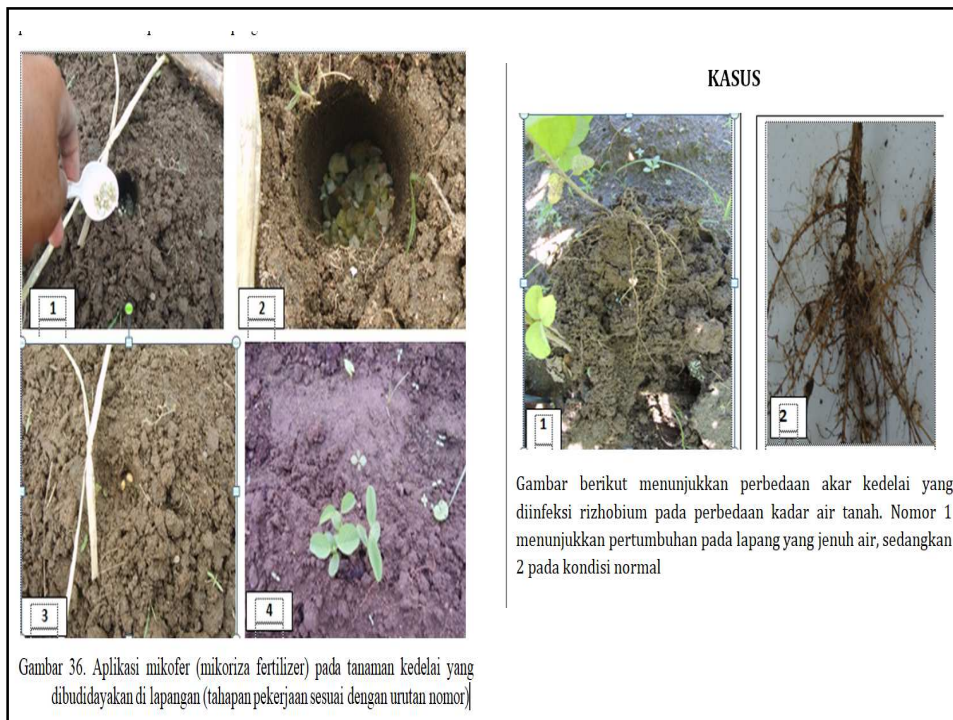 1
2
3
4
Gambar 36. Aplikasi mikofer (mikoriza fertilizer) pada tanaman kedelai yang
dibudidayakan di lapangan (tahapan pekerjaan sesuai dengan urutan nomor)
KASUS
1
2
Gambar berikut menunjukkan perbedaan akar kedelai yang
diinfeksi rizhobium pada perbedaan kadar air tanah. Nomor 1
menunjukkan pertumbuhan pada lapang yang jenuh air, sedangkan
2 pada kondisi normal